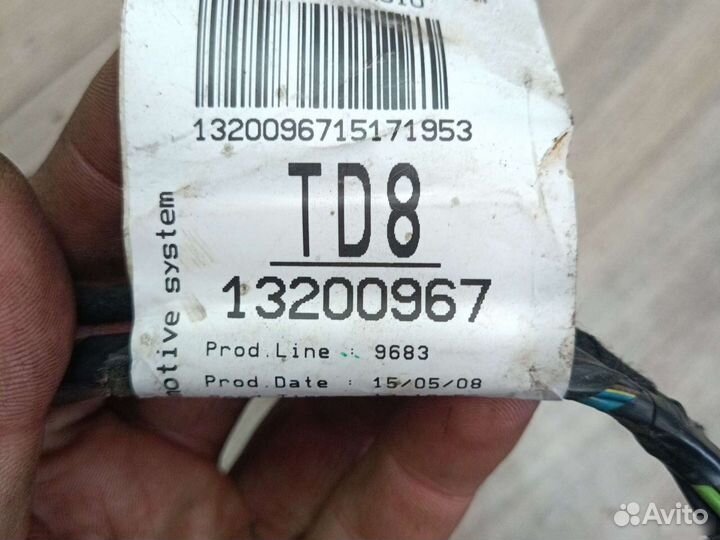 1320096715171953
TD8
13200967
Prod.Line : 9683
Prod.Date : 15/05/08
motive system
Avito